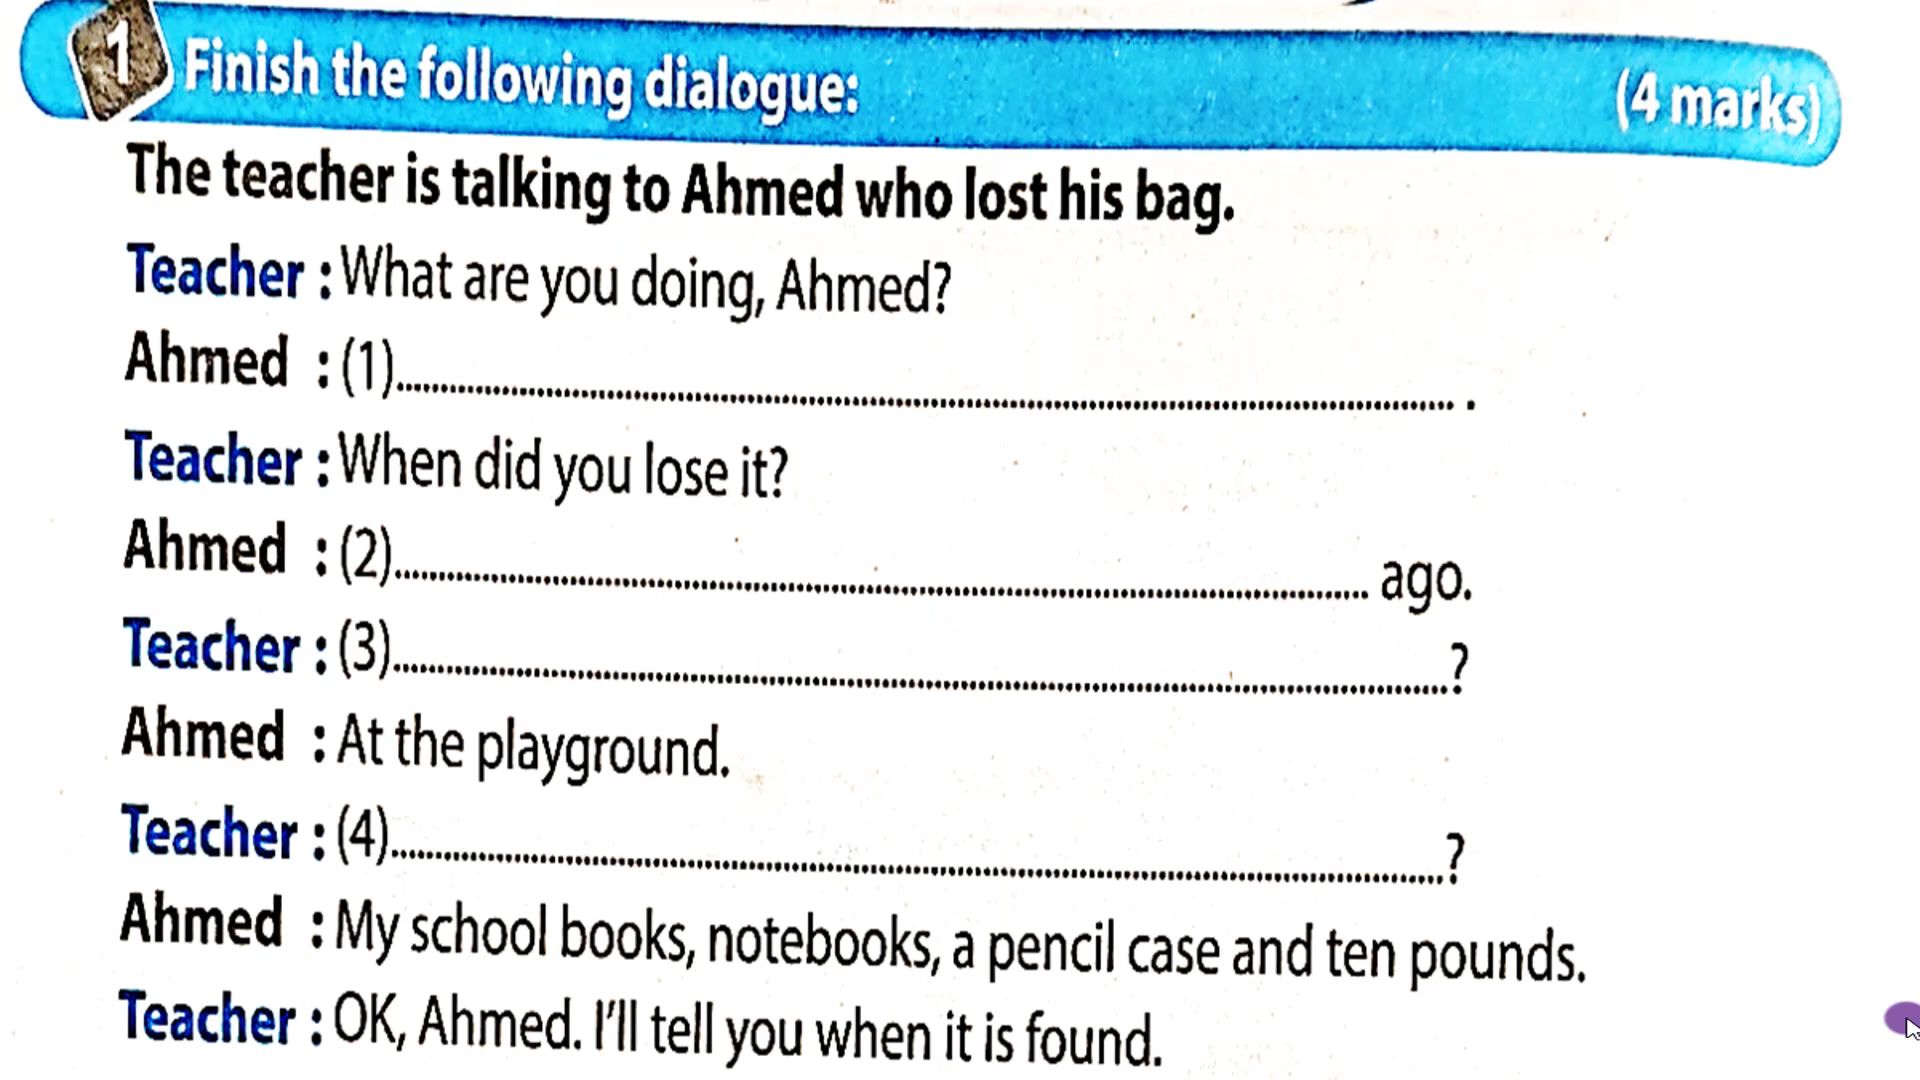 1 Finish the following dialogue: (4 marks)
The teacher is talking to Ahmed who lost his bag.
Teacher : What are you doing, Ahmed?
Ahmed : (1)........................................ .
Teacher : When did you lose it?
Ahmed : (2)........................................ ago.
Teacher : (3)........................................?
Ahmed : At the playground.
Teacher : (4)........................................?
Ahmed : My school books, notebooks, a pencil case and ten pounds.
Teacher : OK, Ahmed. I'll tell you when it is found.